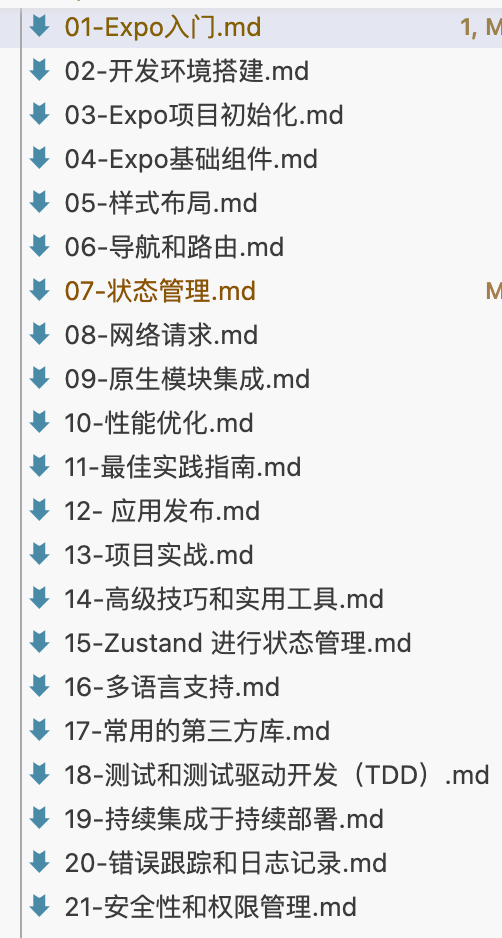 01-Expo入门.md 1, M
02-开发环境搭建.md
03-Expo项目初始化.md
04-Expo基础组件.md
05-样式布局.md
06-导航和路由.md
07-状态管理.md M
08-网络请求.md
09-原生模块集成.md
10-性能优化.md
11-最佳实践指南.md
12- 应用发布.md
13-项目实战.md
14-高级技巧和实用工具.md
15-Zustand 进行状态管理.md
16-多语言支持.md
17-常用的第三方库.md
18-测试和测试驱动开发（TDD）.md
19-持续集成于持续部署.md
20-错误跟踪和日志记录.md
21-安全性和权限管理.md